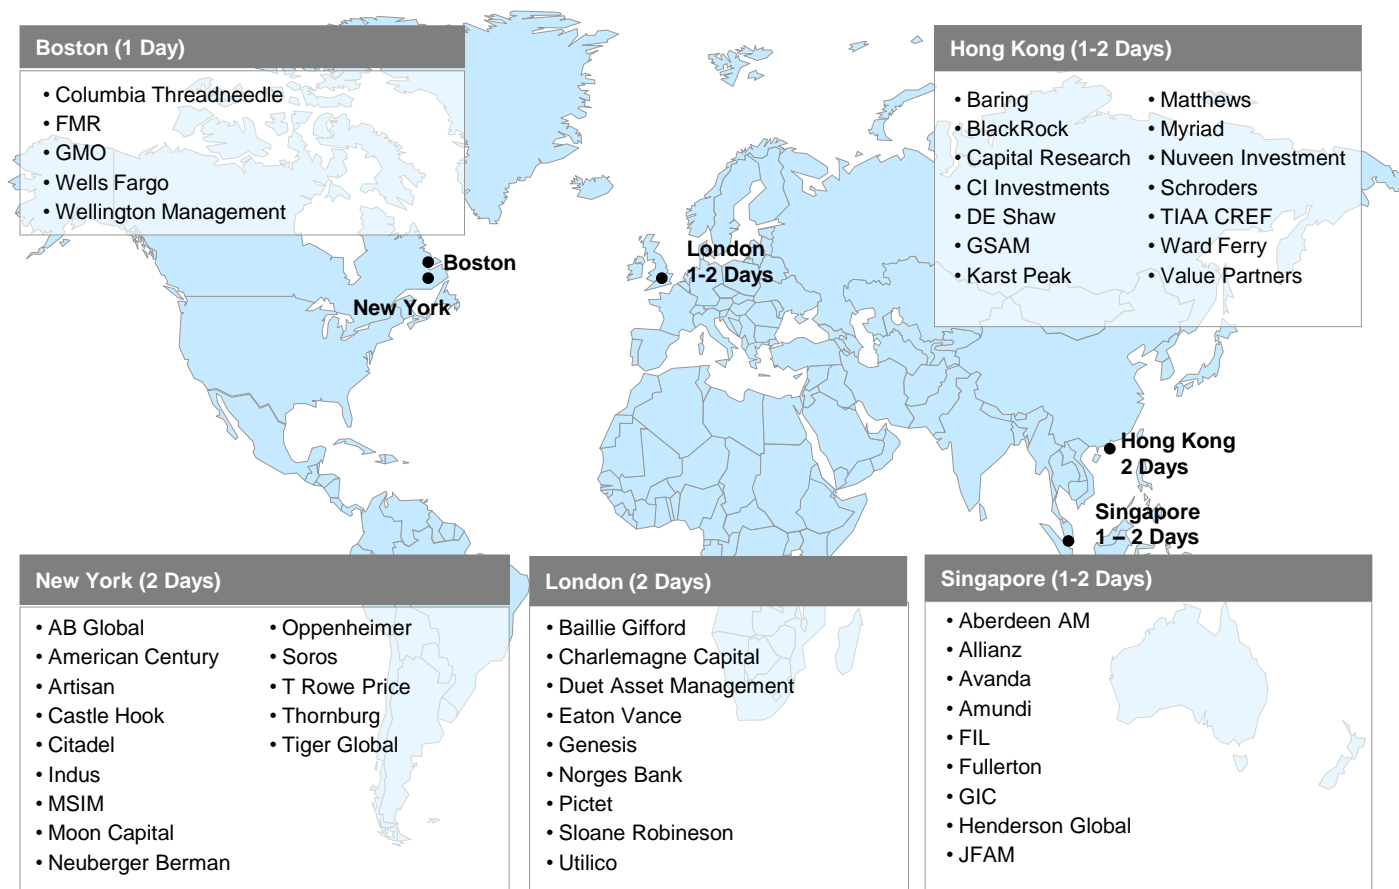 Boston (1 Day)
• Columbia Threadneedle
• FMR
• GMO
• Wells Fargo
• Wellington Management
Hong Kong (1-2 Days)
• Baring
• BlackRock
• Capital Research
• CI Investments
• DE Shaw
• GSAM
• Karst Peak
• Matthews
• Myriad
• Nuveen Investment
• Schroders
• TIAA CREF
• Ward Ferry
• Value Partners
Boston
New York
London
1-2 Days
Hong Kong
2 Days
Singapore
1 – 2 Days
New York (2 Days)
• AB Global
• American Century
• Artisan
• Castle Hook
• Citadel
• Indus
• MSIM
• Moon Capital
• Neuberger Berman
• Oppenheimer
• Soros
• T Rowe Price
• Thornburg
• Tiger Global
London (2 Days)
• Baillie Gifford
• Charlemagne Capital
• Duet Asset Management
• Eaton Vance
• Genesis
• Norges Bank
• Pictet
• Sloane Robineson
• Utilico
Singapore (1-2 Days)
• Aberdeen AM
• Allianz
• Avanda
• Amundi
• FIL
• Fullerton
• GIC
• Henderson Global
• JFAM